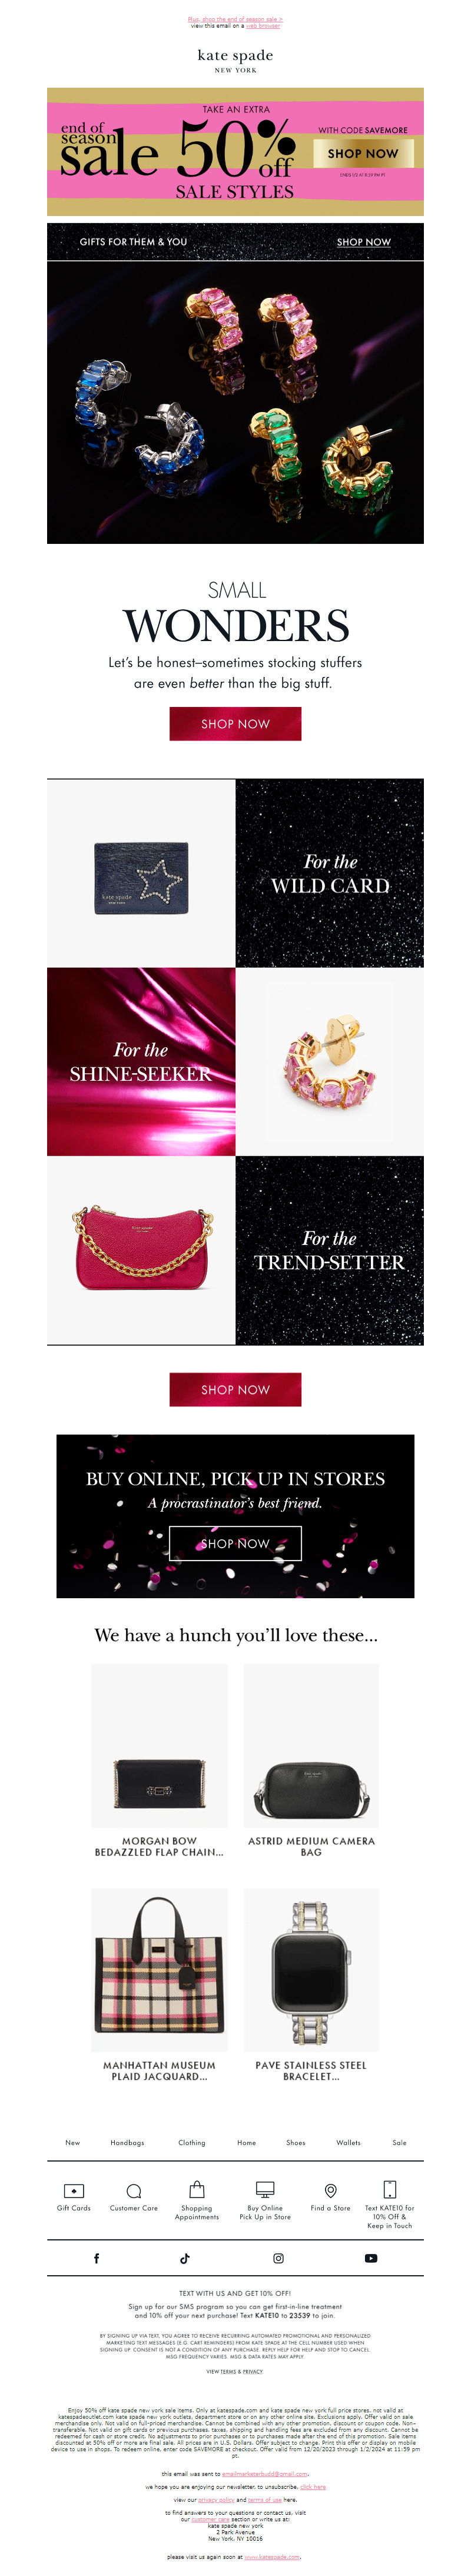 Plus, shop the end of season sale >
view this email on a web browser
kate spade
NEW YORK
TAKE AN EXTRA
end of
season
sale 50% off
SALE STYLES
WITH CODE SAVEMORE
SHOP NOW
GIFTS FOR THEM & YOU
SHOP NOW
SMALL
WONDERS
Let's be honest–sometimes stocking stuffers
are even better than the big stuff.
SHOP NOW
kate spade
NEW YORK
For the
WILD CARD
For the
SHINE-SEEKER
For the
TREND-SETTER
SHOP NOW
BUY ONLINE, PICK UP IN STORES
A procrastinator's best friend.
SHOP NOW
We have a hunch you'll love these...
MORGAN BOW
BEDAZZLED FLAP CHAIN...
ASTRID MEDIUM CAMERA
BAG
MANHATTAN MUSEUM
PLAID JACQUARD...
PAVE STAINLESS STEEL
BRACELET...
New Handbags Clothing Home Shoes Wallets Sale
Gift Cards
Customer Care
Shopping
Appointments
Buy Online
Pick Up in Store
Find a Store
Text KATE10 for
10% Off &
Keep in Touch
TEXT WITH US AND GET 10% OFF!
Sign up for our SMS program so you can get first-in-line treatment
and 10% off your next purchase! Text KATE10 to 23539 to join.
BY SIGNING UP VIA TEXT, YOU AGREE TO RECEIVE RECURRING AUTOMATED PROMOTIONAL AND PERSONALIZED
MARKETING TEXT MESSAGES (E.G. CART REMINDERS) FROM KATE SPADE AT THE CELL NUMBER USED WHEN
SIGNING UP. CONSENT IS NOT A CONDITION OF ANY PURCHASE. REPLY HELP FOR HELP AND STOP TO CANCEL.
MSG FREQUENCY VARIES. MSG & DATA RATES MAY APPLY.
VIEW TERMS & PRIVACY.
Enjoy 50% off kate spade new york sale items. Only at katespade.com and kate spade new york full price stores. not valid at
katespadeoutlet.com kate spade new york outlets, department store or on any other online site. Exclusions apply. Offer valid on sale
merchandise only. Not valid on full-priced merchandise. Cannot be combined with any other promotion, discount or coupon code. Non-
transferable. Not valid on gift cards or previous purchases. taxes, shipping and handling fees are excluded from any discount. Cannot be
redeemed for cash or store credit. No adjustments to prior purchases or to purchases made after the end of this promotion. Sale items
discounted at 50% off or more are final sale. All prices are in U.S. Dollars. Offer subject to change. Print this offer or display on mobile
device to use in shops. To redeem online, enter code SAVEMORE at checkout. Offer valid from 12/20/2023 through 1/2/2024 at 11:59 pm
pt.
this email was sent to emailmarketerbudd@gmail.com.
we hope you are enjoying our newsletter. to unsubscribe, click here
view our privacy policy and terms of use here.
to find answers to your questions or contact us, visit
our customer care section or write us at:
kate spade new york
2 Park Avenue
New York, NY 10016
please visit us again soon at www.katespade.com.